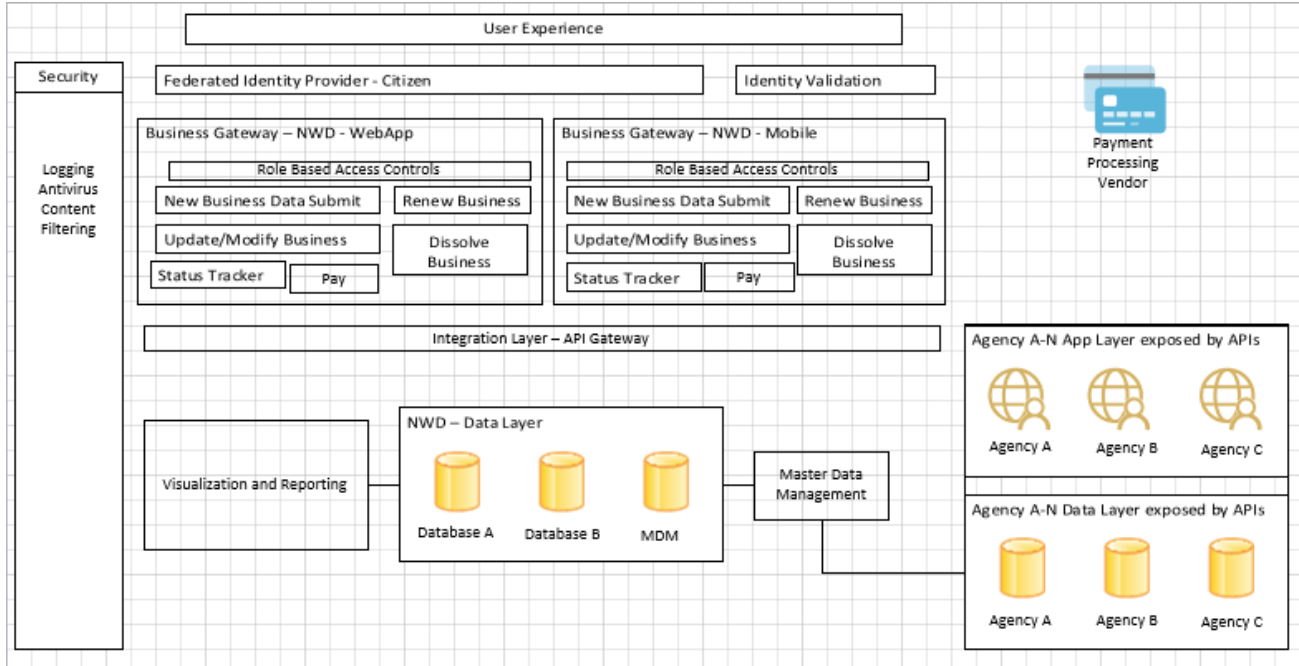 User Experience
Security
Federated Identity Provider - Citizen
Identity Validation
Logging
Antivirus
Content
Filtering
Business Gateway – NWD - WebApp
Role Based Access Controls
New Business Data Submit
Renew Business
Update/Modify Business
Dissolve
Business
Status Tracker
Pay
Business Gateway – NWD - Mobile
Role Based Access Controls
New Business Data Submit
Renew Business
Update/Modify Business
Dissolve
Business
Status Tracker
Pay
Payment
Processing
Vendor
Integration Layer – API Gateway
Agency A-N App Layer exposed by APIs
Agency A
Agency B
Agency C
Visualization and Reporting
NWD – Data Layer
Database A
Database B
MDM
Master Data
Management
Agency A-N Data Layer exposed by APIs
Agency A
Agency B
Agency C